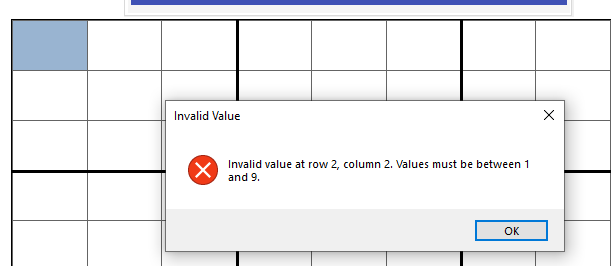 Invalid Value
Invalid value at row 2, column 2. Values must be between 1
and 9.
OK